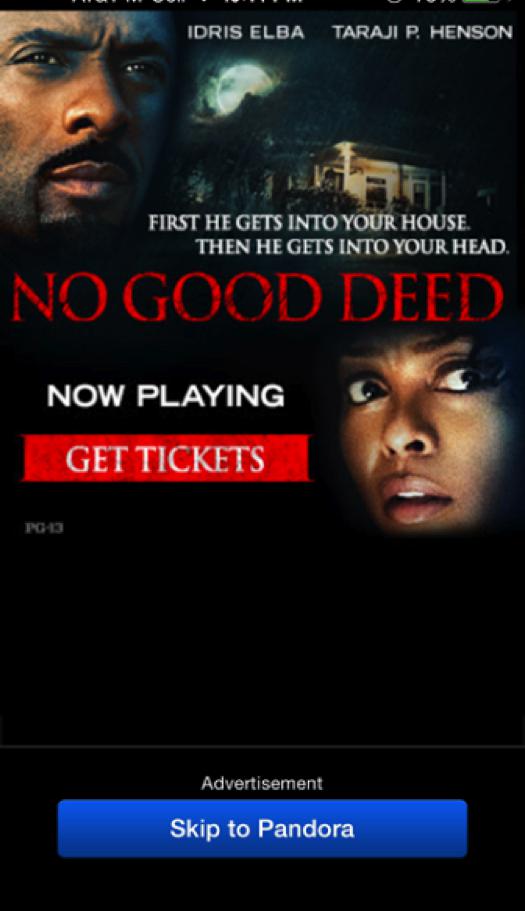 IDRIS ELBA TARAJI P. HENSON
FIRST HE GETS INTO YOUR HOUSE.
THEN HE GETS INTO YOUR HEAD.
NO GOOD DEED
NOW PLAYING
GET TICKETS
PG-13
Advertisement
Skip to Pandora